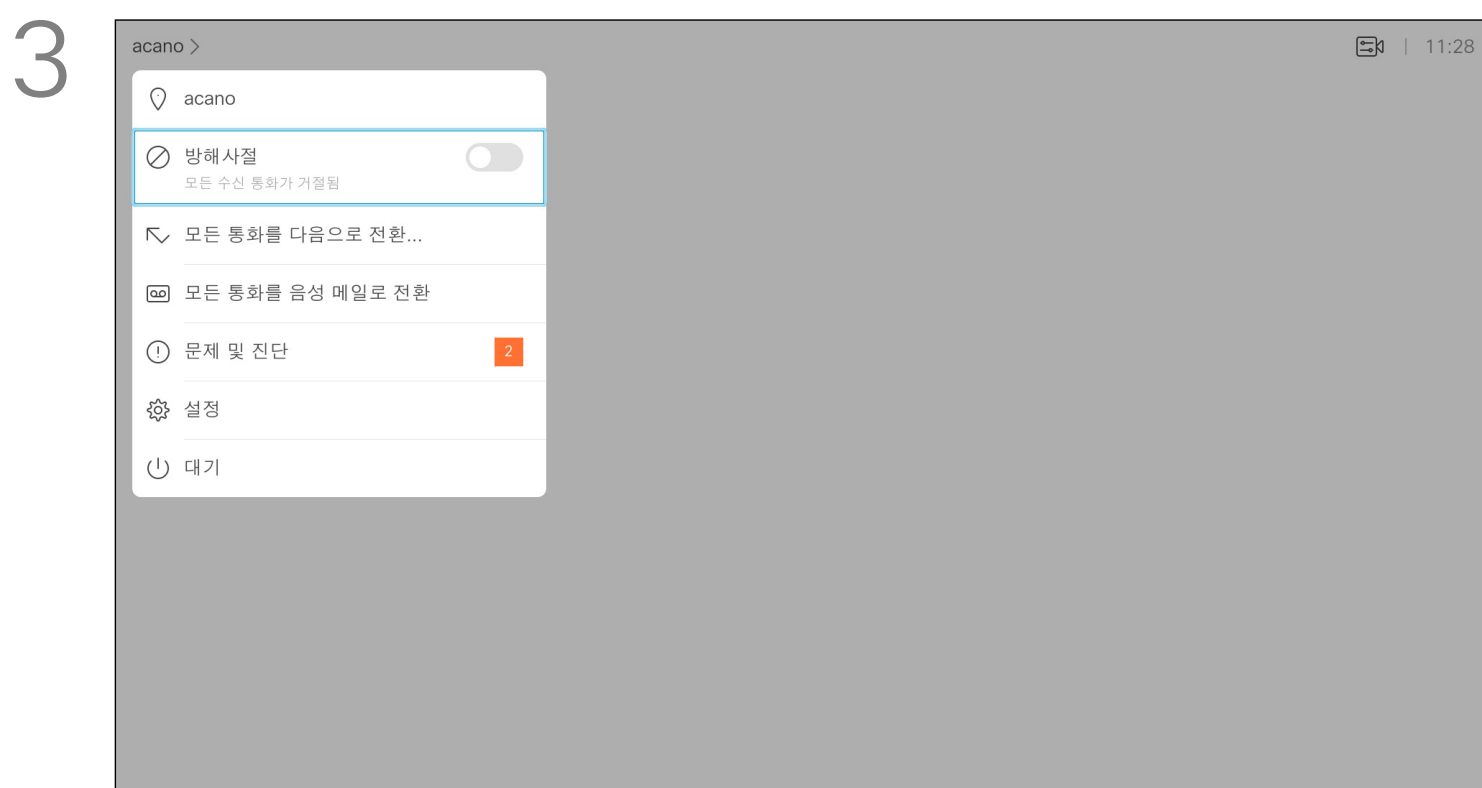 3
acano >
11:28
acano
방해사절
모든 수신 통화가 거절됨
모든 통화를 다음으로 전환...
모든 통화를 음성 메일로 전환
문제 및 진단 2
설정
대기